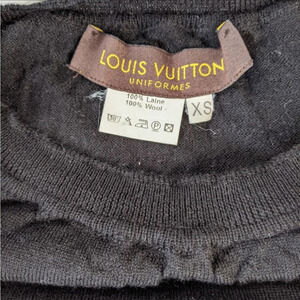 LOUIS VUITTON
UNIFORMES
100% Laine
100% Wool
XS